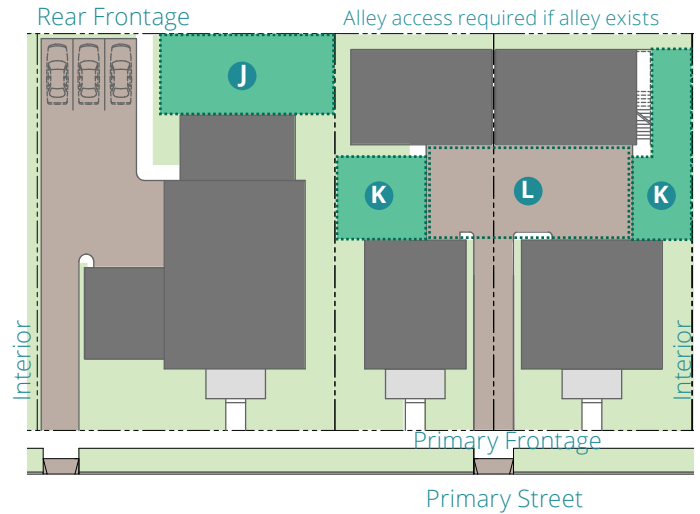 Rear Frontage
Alley access required if alley exists
J
K
L
K
Interior
Interior
Primary Frontage
Primary Street